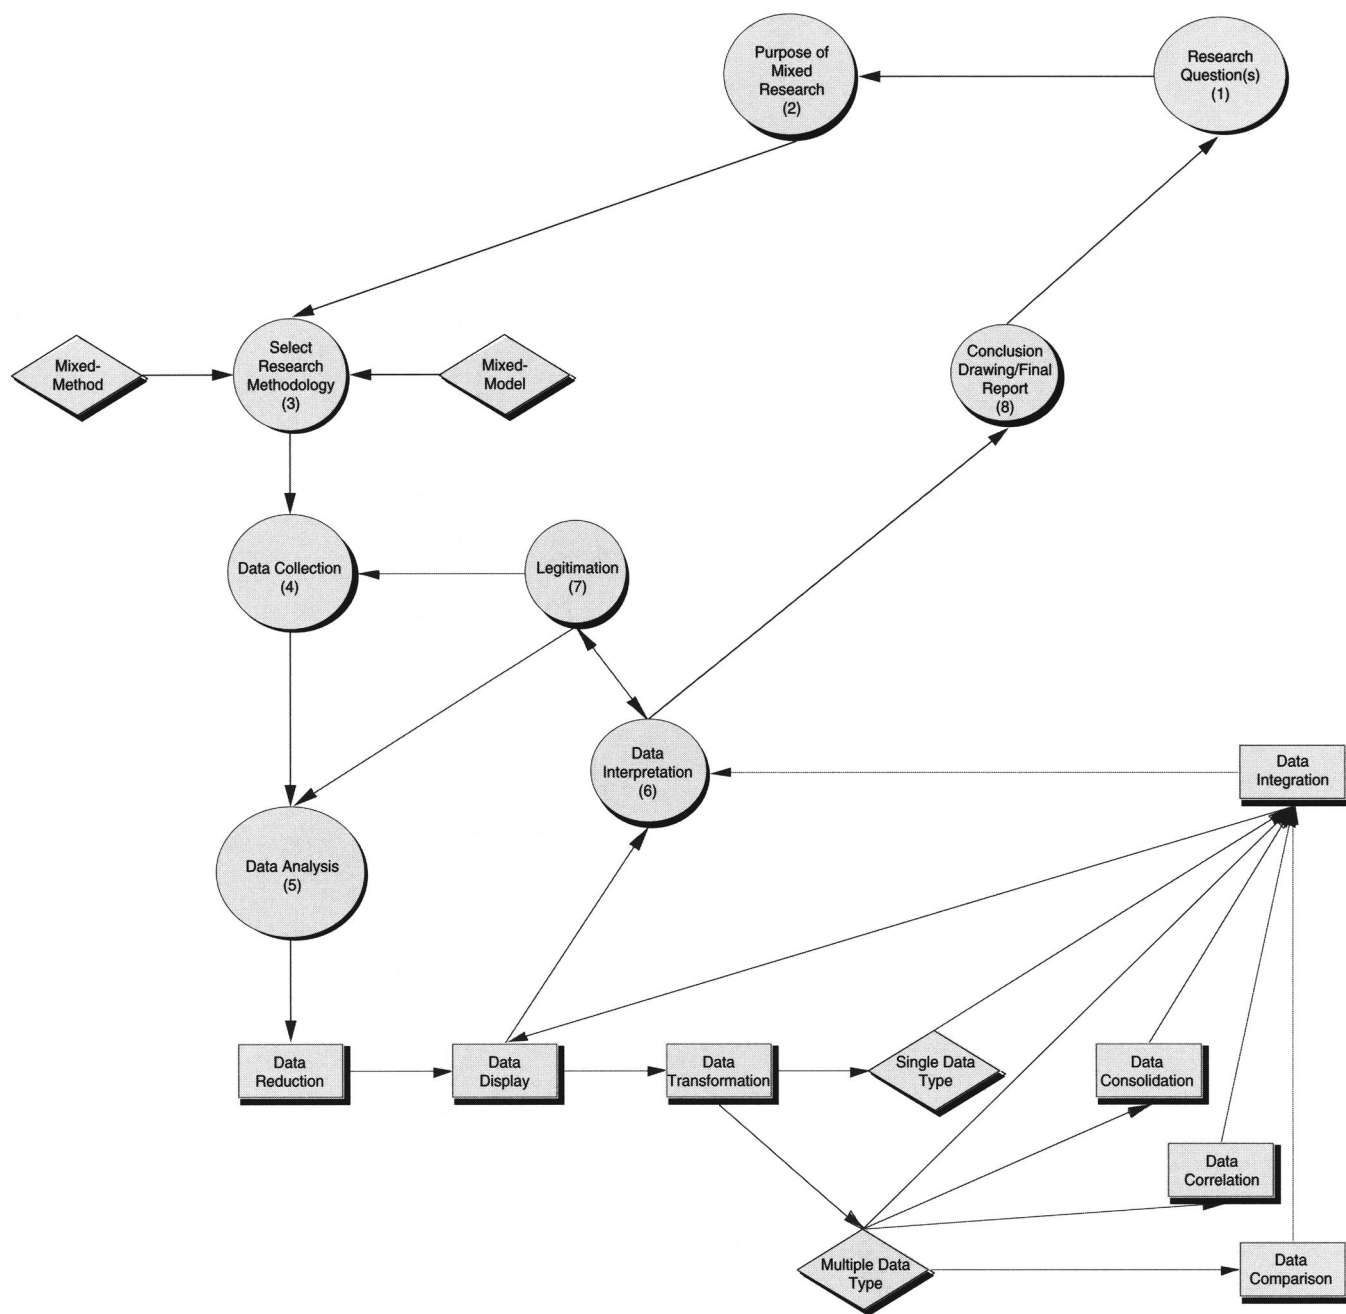 Purpose of
Mixed
Research
(2)
Research
Question(s)
(1)
Mixed-
Method
Select
Research
Methodology
(3)
Mixed-
Model
Conclusion
Drawing/Final
Report
(8)
Data Collection
(4)
Legitimation
(7)
Data
Interpretation
(6)
Data
Integration
Data Analysis
(5)
Data
Reduction
Data
Display
Data
Transformation
Single Data
Type
Data
Consolidation
Data
Correlation
Multiple Data
Type
Data
Comparison